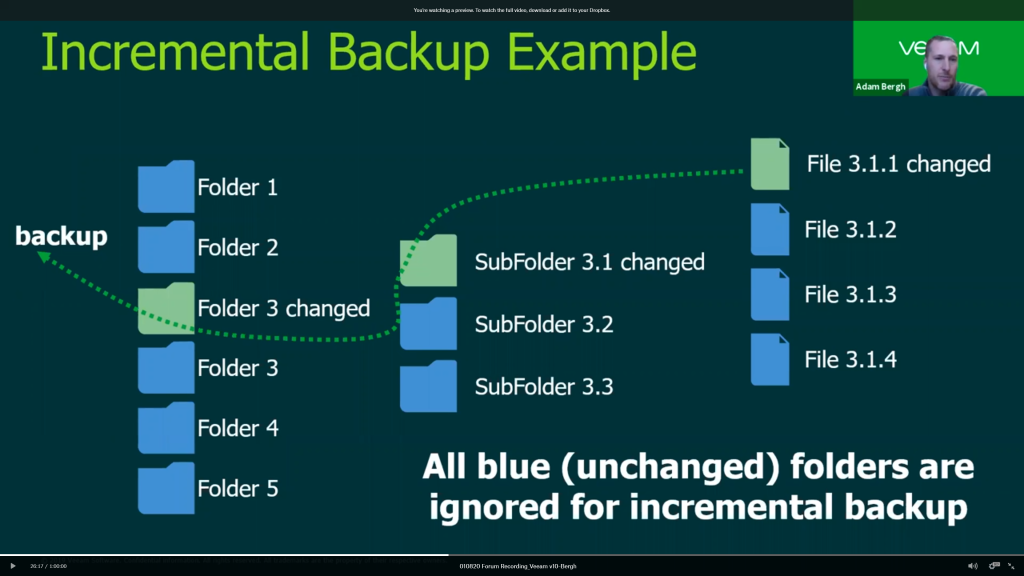 You're watching a preview. To watch the full video, download or add it to your Dropbox.
Incremental Backup Example
veeam
Adam Bergh
backup
Folder 1
Folder 2
Folder 3 changed
Folder 3
Folder 4
Folder 5
SubFolder 3.1 changed
SubFolder 3.2
SubFolder 3.3
File 3.1.1 changed
File 3.1.2
File 3.1.3
File 3.1.4
All blue (unchanged) folders are
ignored for incremental backup
26:17 / 1:00:00
010820 Forum Recording_Veeam v10-Bergh